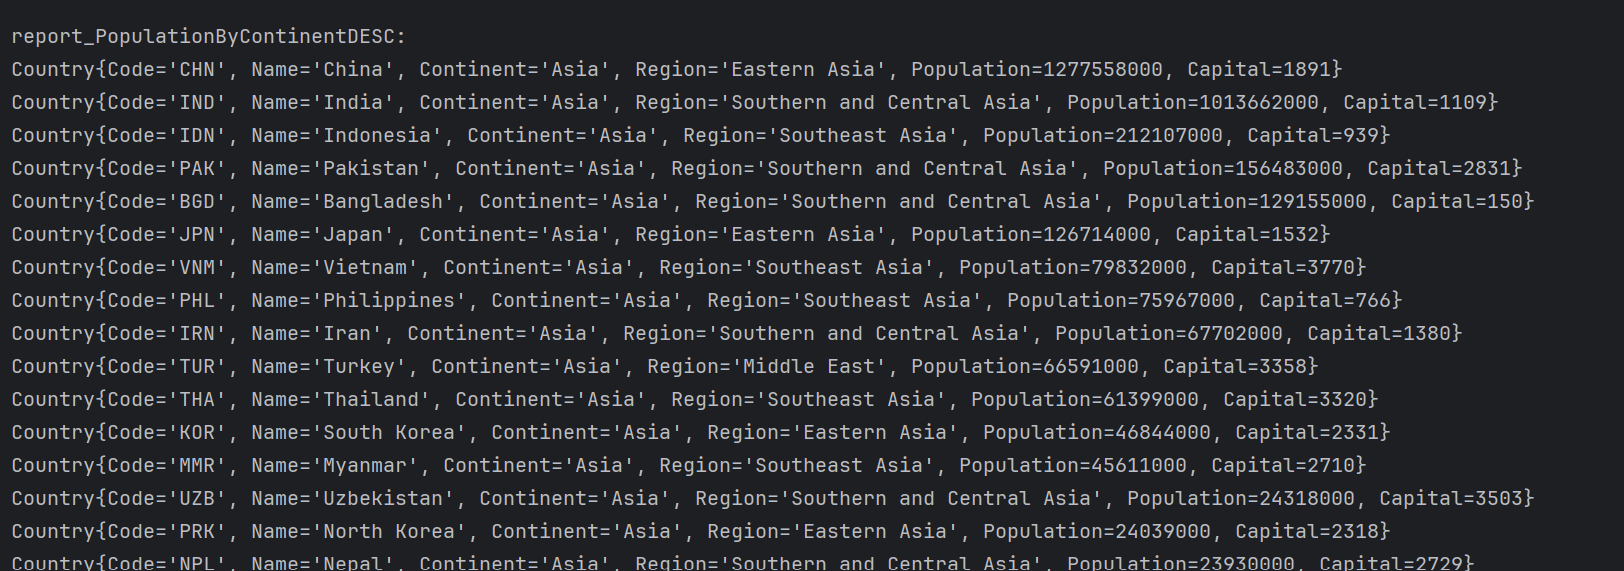 report_PopulationByContinentDESC:
Country{Code='CHN', Name='China', Continent='Asia', Region='Eastern Asia', Population=1277558000, Capital=1891}
Country{Code='IND', Name='India', Continent='Asia', Region='Southern and Central Asia', Population=1013662000, Capital=1109}
Country{Code='IDN', Name='Indonesia', Continent='Asia', Region='Southeast Asia', Population=212107000, Capital=939}
Country{Code='PAK', Name='Pakistan', Continent='Asia', Region='Southern and Central Asia', Population=156483000, Capital=2831}
Country{Code='BGD', Name='Bangladesh', Continent='Asia', Region='Southern and Central Asia', Population=129155000, Capital=150}
Country{Code='JPN', Name='Japan', Continent='Asia', Region='Eastern Asia', Population=126714000, Capital=1532}
Country{Code='VNM', Name='Vietnam', Continent='Asia', Region='Southeast Asia', Population=79832000, Capital=3770}
Country{Code='PHL', Name='Philippines', Continent='Asia', Region='Southeast Asia', Population=75967000, Capital=766}
Country{Code='IRN', Name='Iran', Continent='Asia', Region='Southern and Central Asia', Population=67702000, Capital=1380}
Country{Code='TUR', Name='Turkey', Continent='Asia', Region='Middle East', Population=66591000, Capital=3358}
Country{Code='THA', Name='Thailand', Continent='Asia', Region='Southeast Asia', Population=61399000, Capital=3320}
Country{Code='KOR', Name='South Korea', Continent='Asia', Region='Eastern Asia', Population=46844000, Capital=2331}
Country{Code='MMR', Name='Myanmar', Continent='Asia', Region='Southeast Asia', Population=45611000, Capital=2710}
Country{Code='UZB', Name='Uzbekistan', Continent='Asia', Region='Southern and Central Asia', Population=24318000, Capital=3503}
Country{Code='PRK', Name='North Korea', Continent='Asia', Region='Eastern Asia', Population=24039000, Capital=2318}
Country{Code='NPL', Name='Nepal', Continent='Asia', Region='Southern and Central Asia', Population=23930000, Capital=2729}